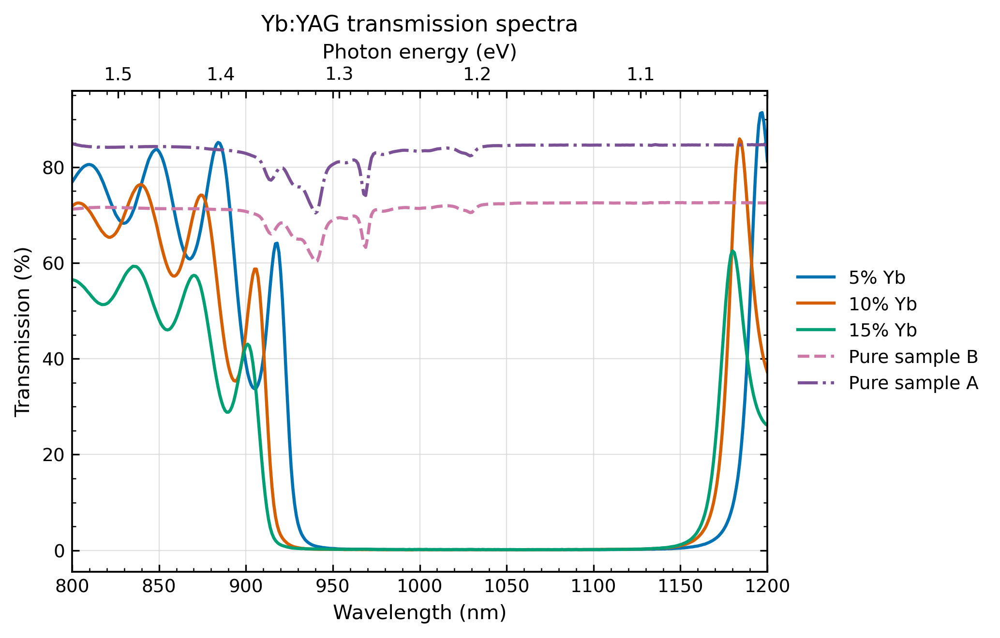 Yb:YAG transmission spectra
Photon energy (eV)
1.5 1.4 1.3 1.2 1.1
Transmission (%)
80
60
40
20
0
800 850 900 950 1000 1050 1100 1150 1200
Wavelength (nm)
5% Yb
10% Yb
15% Yb
Pure sample B
Pure sample A